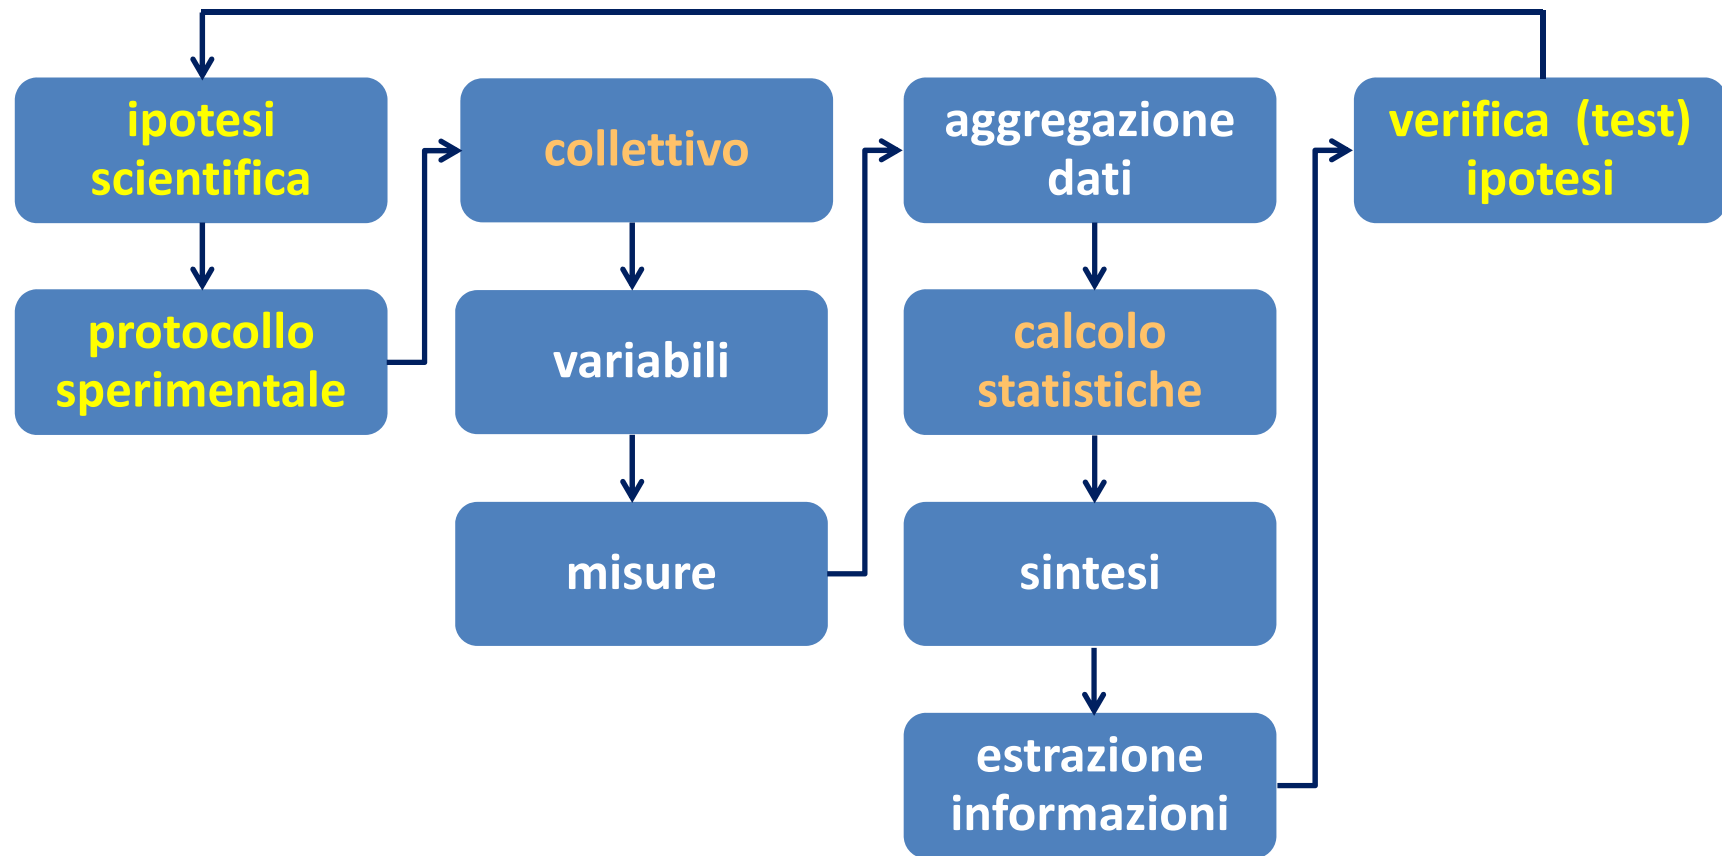 ipotesi
scientifica
protocollo
sperimentale
collettivo
variabili
misure
aggregazione
dati
calcolo
statistiche
sintesi
estrazione
informazioni
verifica (test)
ipotesi